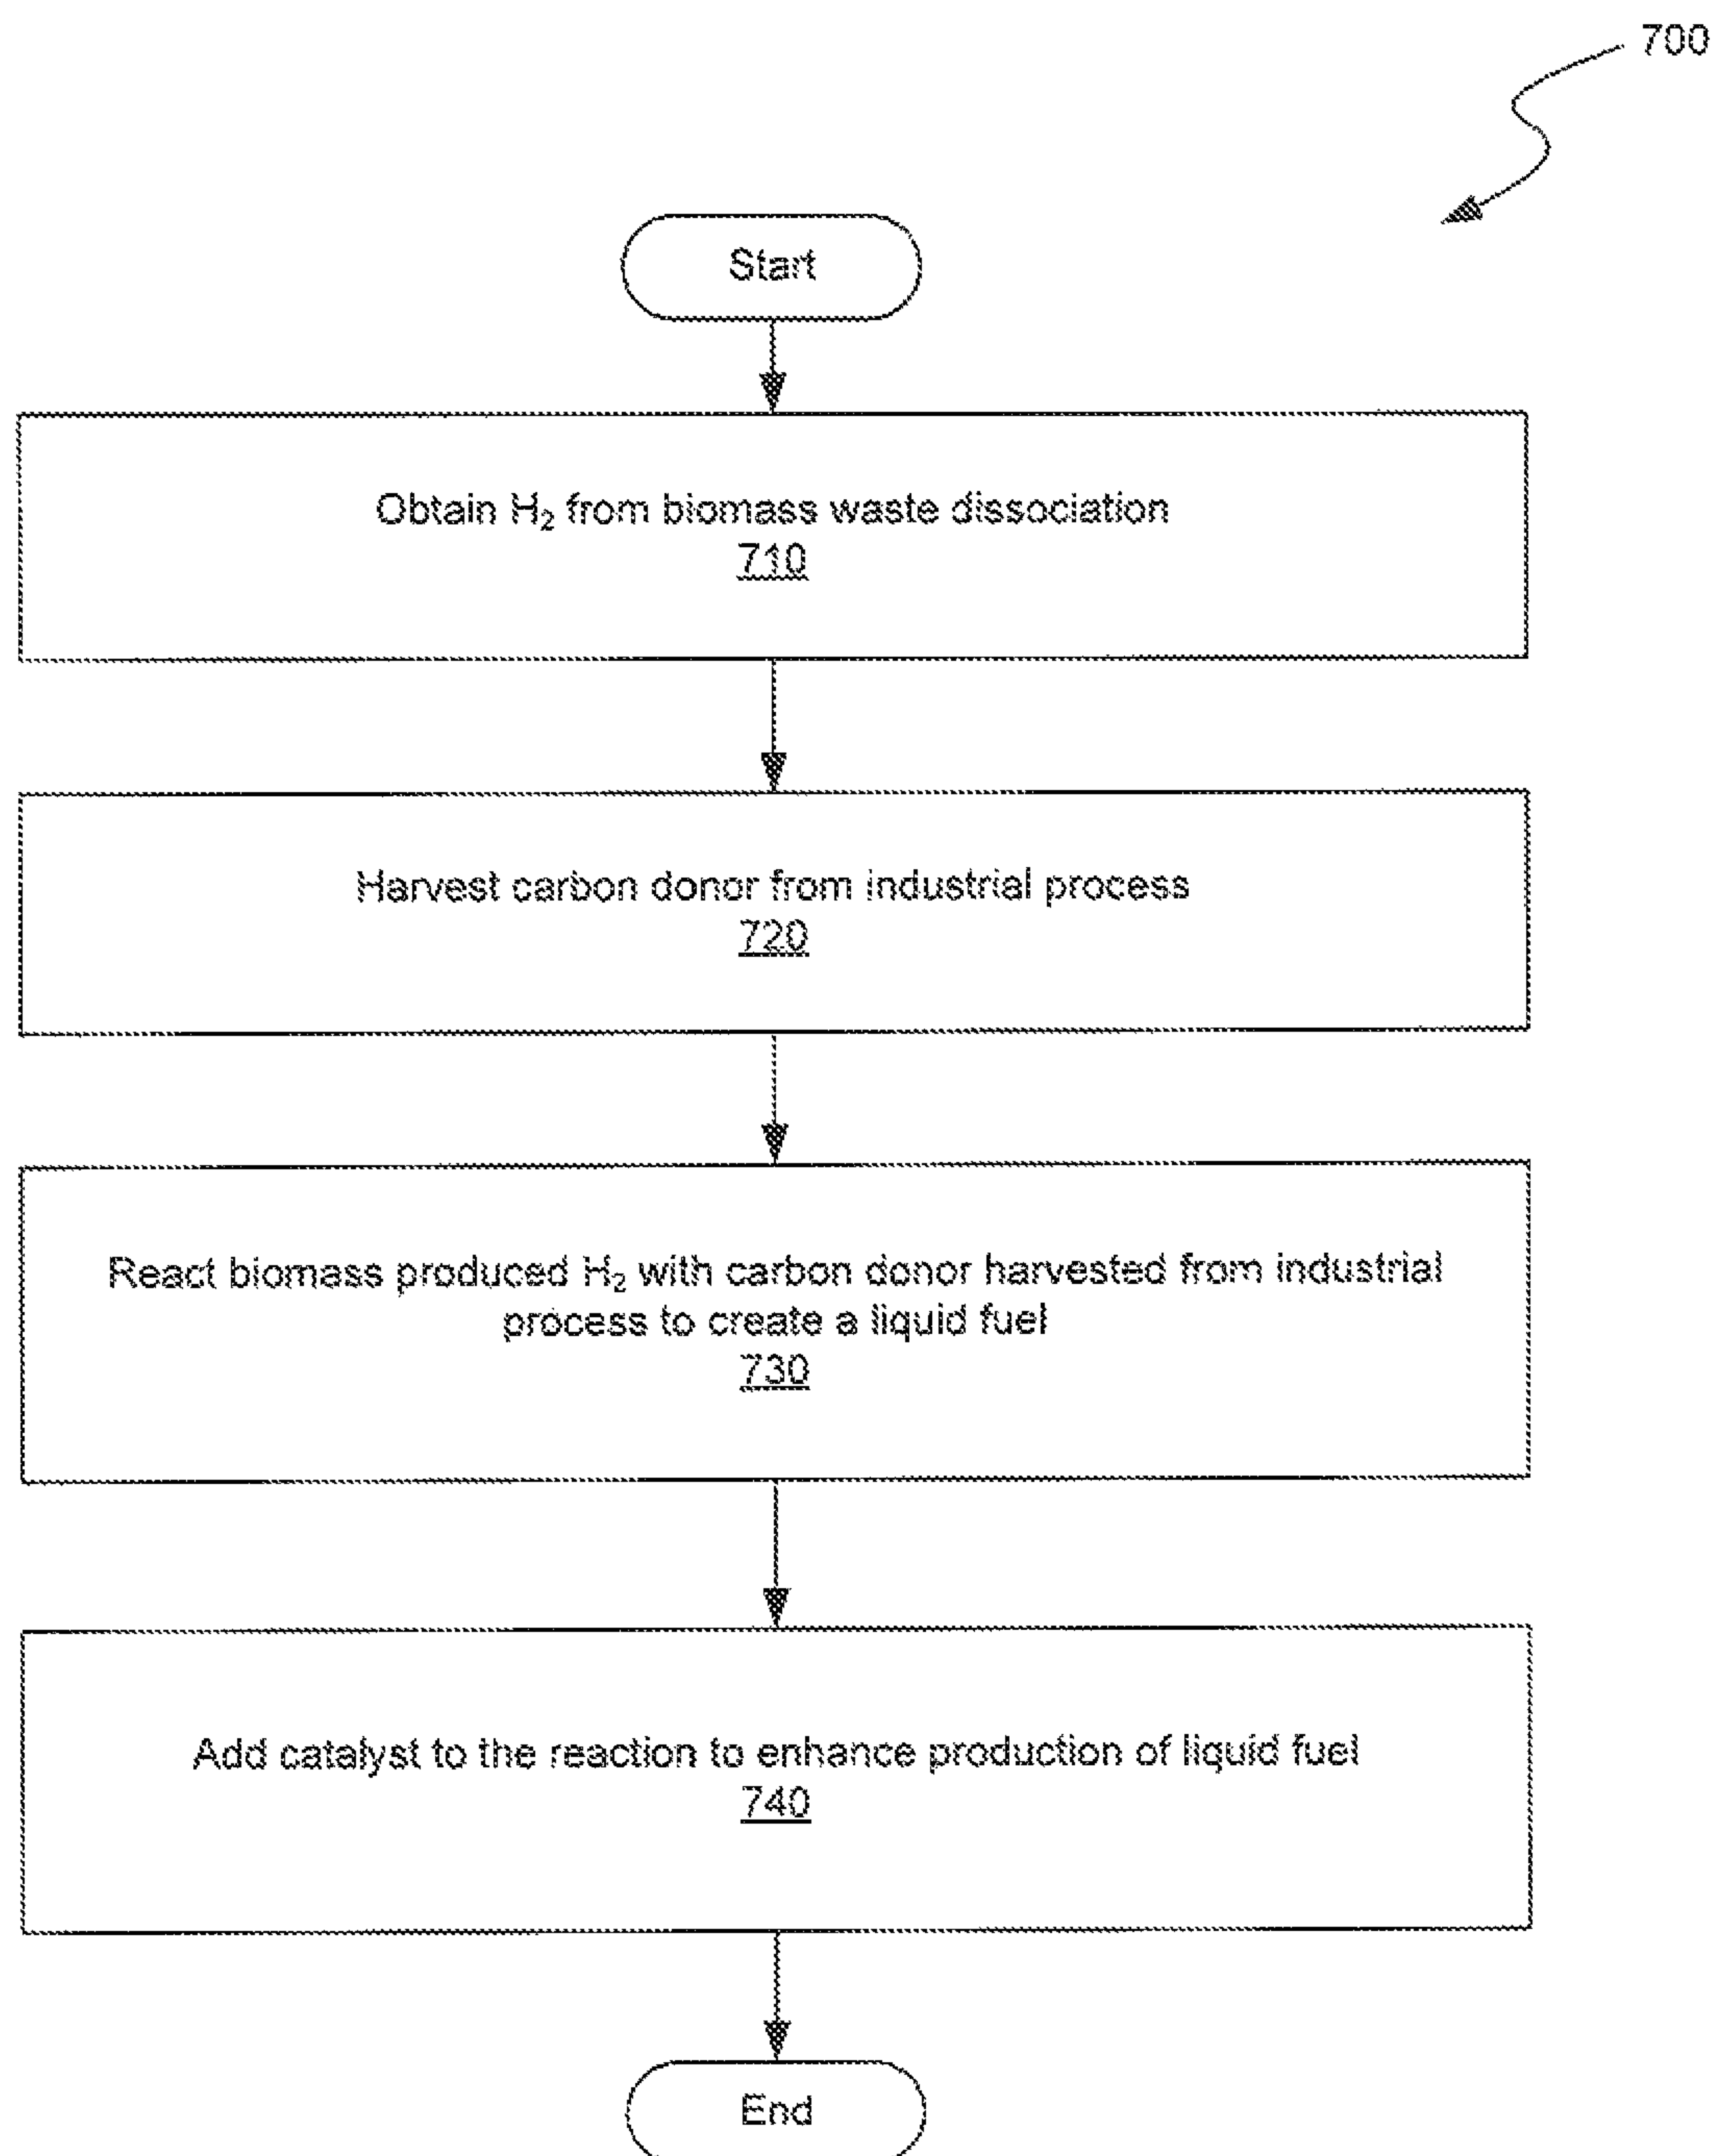 700
Start
Obtain H₂ from biomass waste dissociation
710
Harvest carbon donor from industrial process
720
React biomass produced H₂ with carbon donor harvested from industrial
process to create a liquid fuel
730
Add catalyst to the reaction to enhance production of liquid fuel
740
End